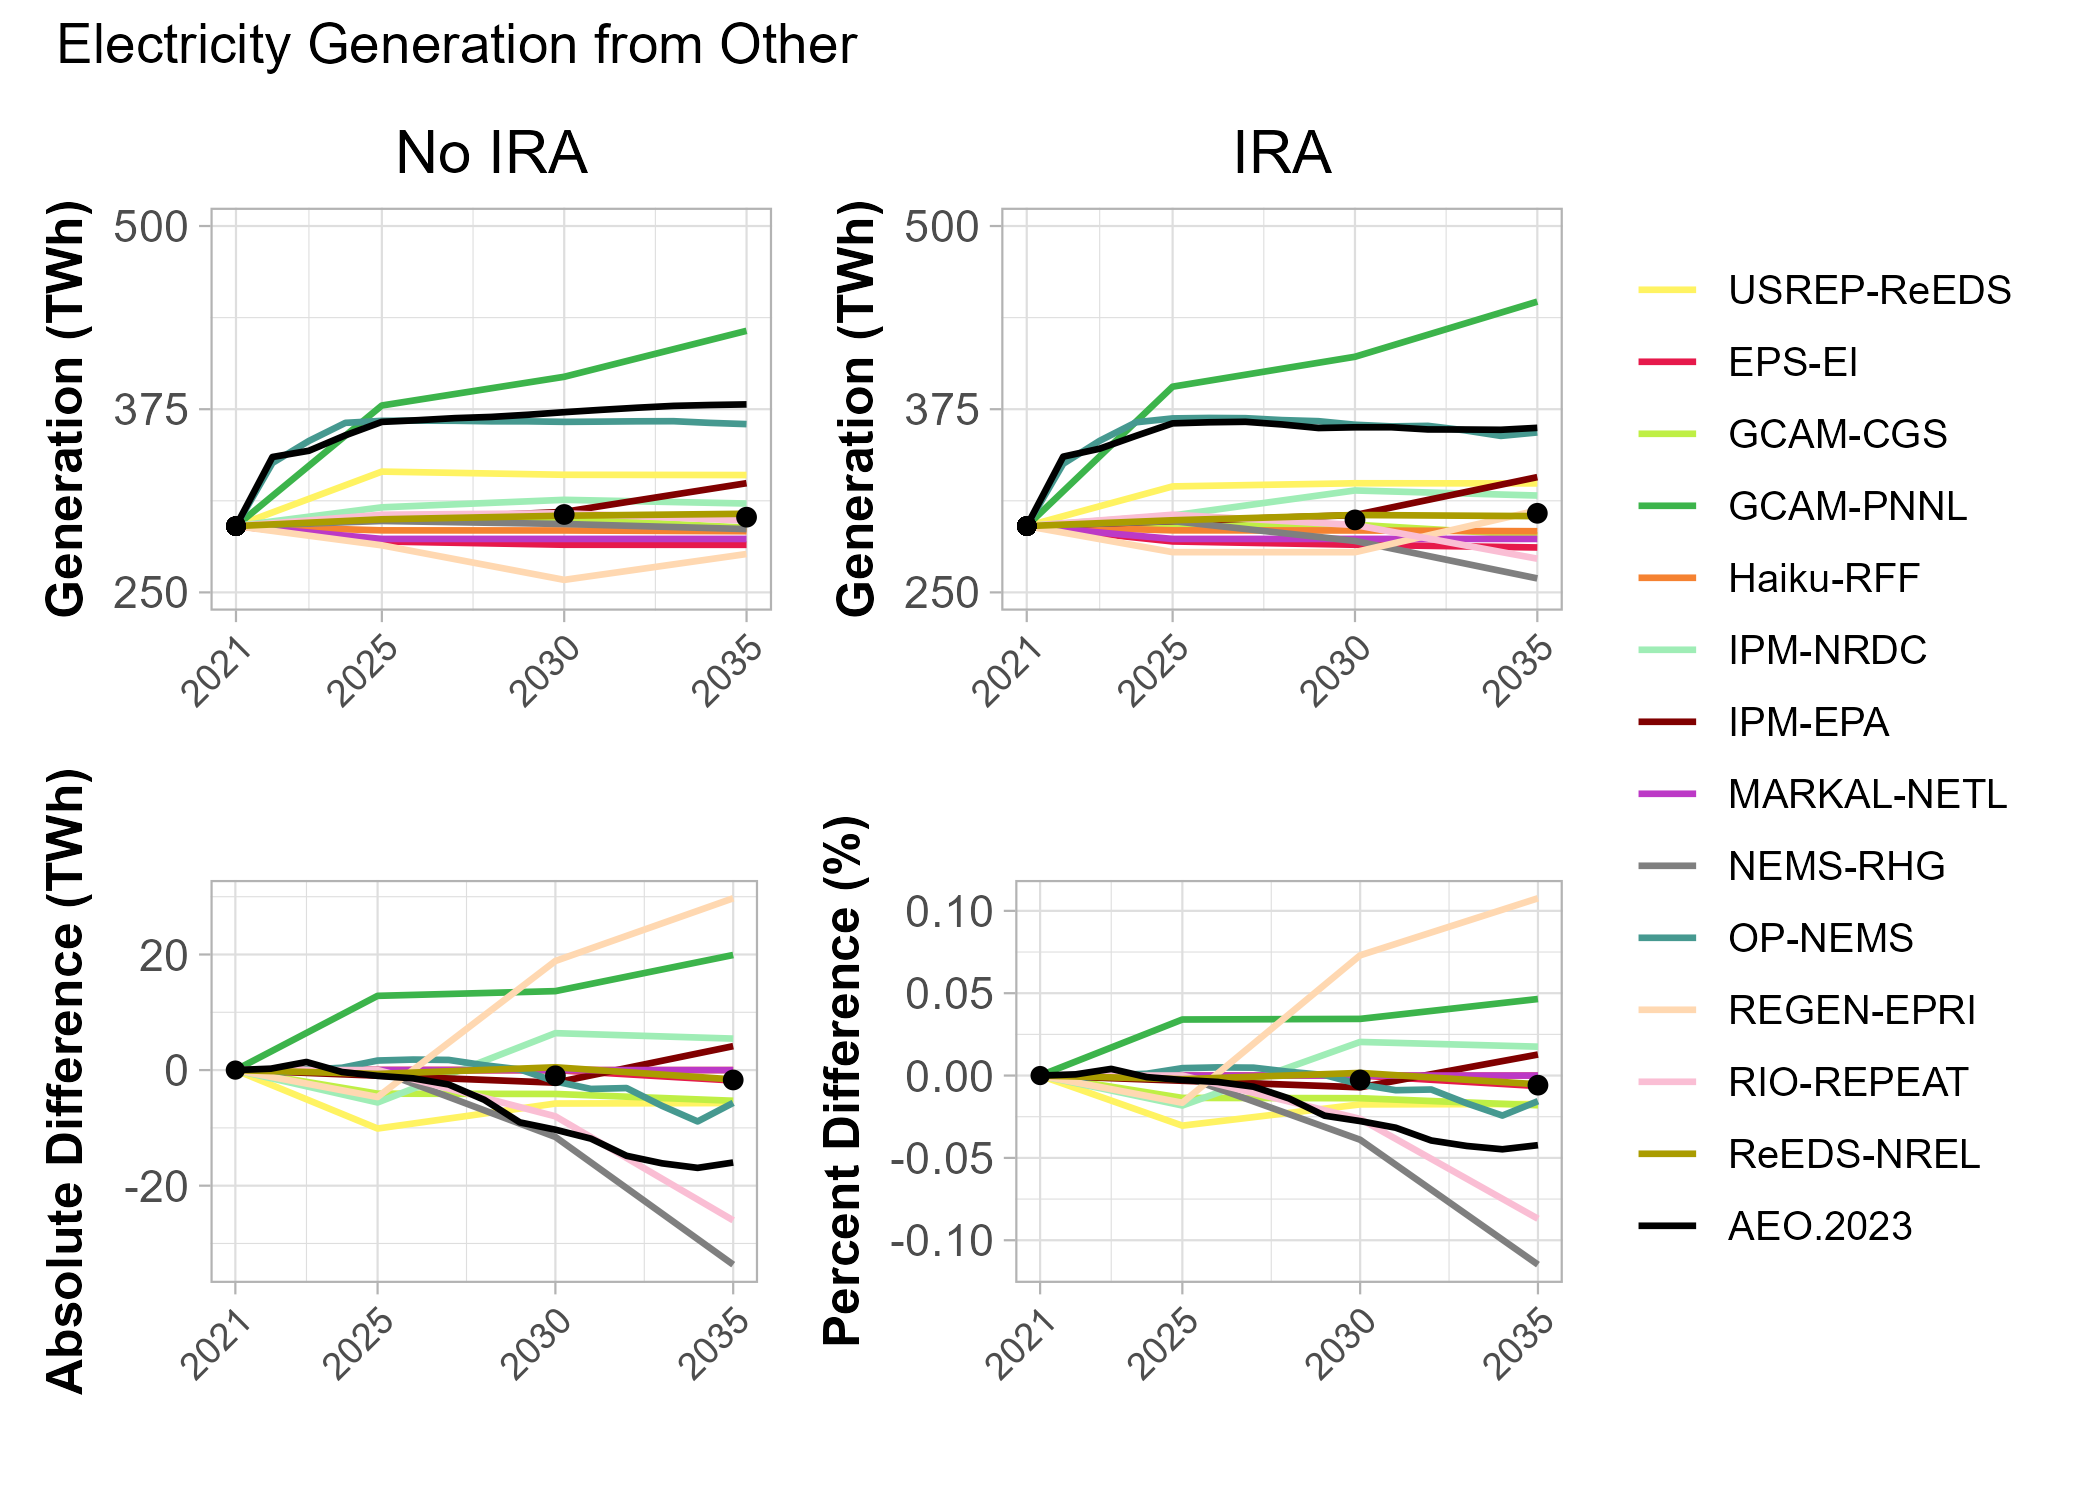 Electricity Generation from Other
No IRA
IRA
Generation (TWh)
500
375
250
2021
2025
2030
2035
Generation (TWh)
500
375
250
2021
2025
2030
2035
Absolute Difference (TWh)
20
0
-20
2021
2025
2030
2035
Percent Difference (%)
0.10
0.05
0.00
-0.05
-0.10
2021
2025
2030
2035
USREP-ReEDS
EPS-EI
GCAM-CGS
GCAM-PNNL
Haiku-RFF
IPM-NRDC
IPM-EPA
MARKAL-NETL
NEMS-RHG
OP-NEMS
REGEN-EPRI
RIO-REPEAT
ReEDS-NREL
AEO.2023